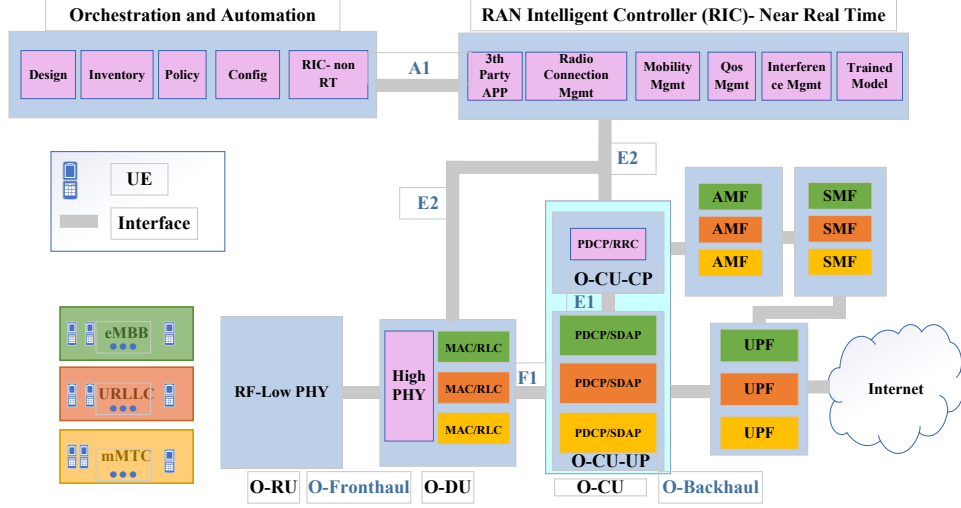 Orchestration and Automation
RAN Intelligent Controller (RIC)- Near Real Time
Design
Inventory
Policy
Config
RIC- non
RT
A1
3th
Party
APP
Radio
Connection
Mgmt
Mobility
Mgmt
Qos
Mgmt
Interferen
ce Mgmt
Trained
Model
UE
Interface
E2
E2
AMF
AMF
AMF
SMF
SMF
SMF
PDCP/RRC
O-CU-CP
E1
eMBB
URLLC
mMTC
RF-Low PHY
High
PHY
MAC/RLC
MAC/RLC
MAC/RLC
F1
PDCP/SDAP
PDCP/SDAP
PDCP/SDAP
O-CU-UP
UPF
UPF
UPF
Internet
O-RU
O-Fronthaul
O-DU
O-CU
O-Backhaul